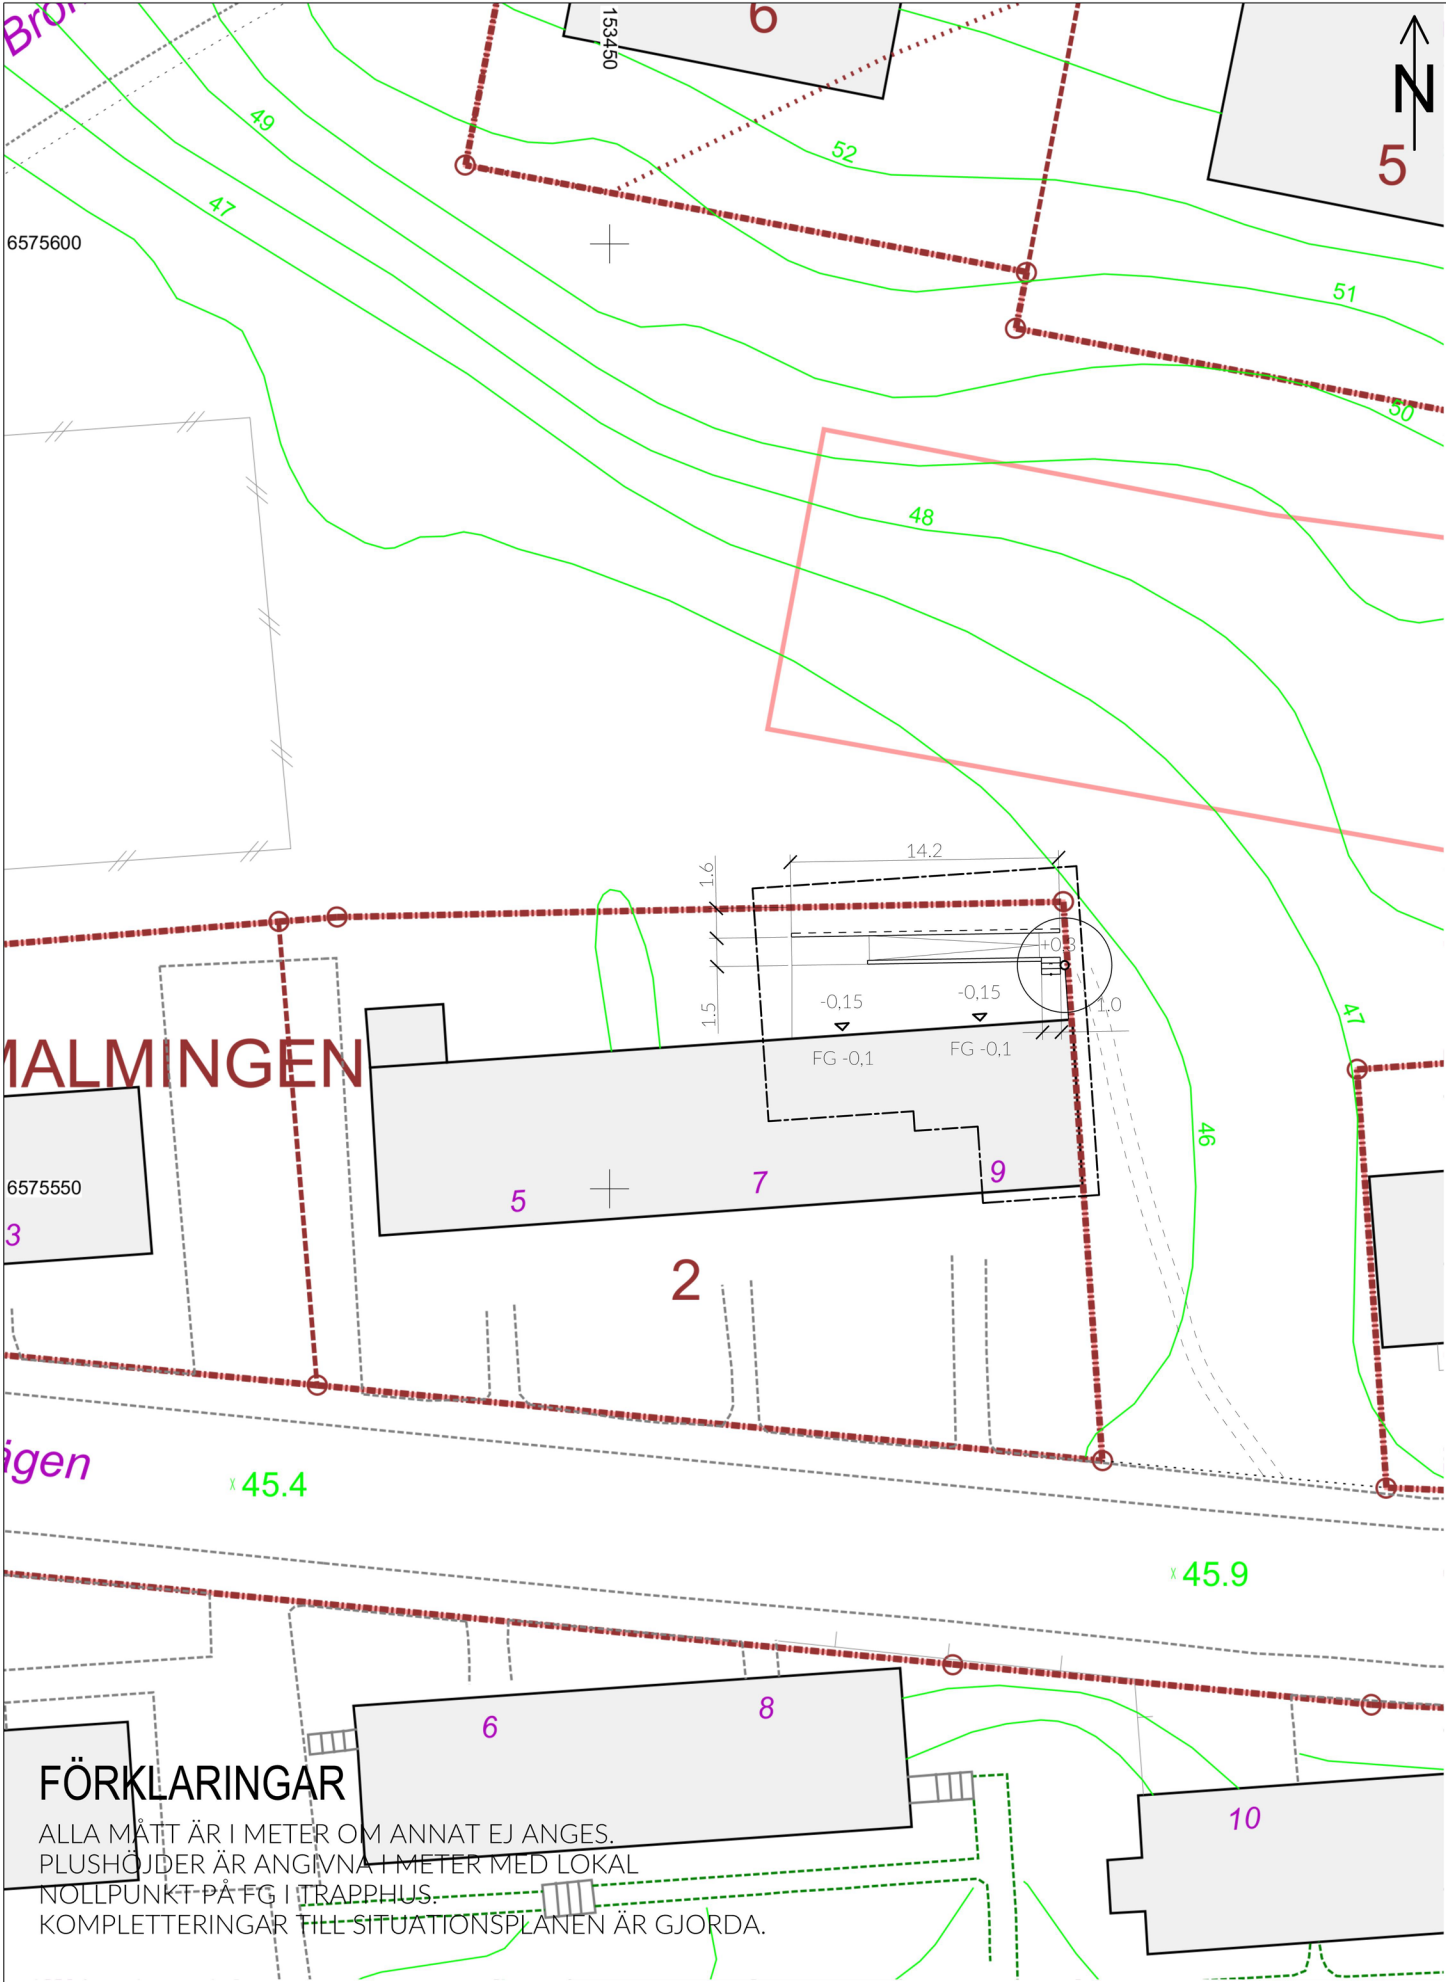 Bror
153450
6
N
5
49
52
47
6575600
51
50
48
14.2
1.6
+0.3
-0,15
-0,15
1.5
1.0
FG -0,1
FG -0,1
47
MALMINGEN
46
6575550
3
5
7
9
2
ägen
45.4
45.9
6
8
10
FÖRKLARINGAR
ALLA MÅTT ÄR I METER OM ANNAT EJ ANGES.
PLUSHÖJDER ÄR ANGIVNA I METER MED LOKAL
NOLLPUNKT PÅ FG I TRAPPHUS.
KOMPLETTERINGAR TILL SITUATIONSPLANEN ÄR GJORDA.